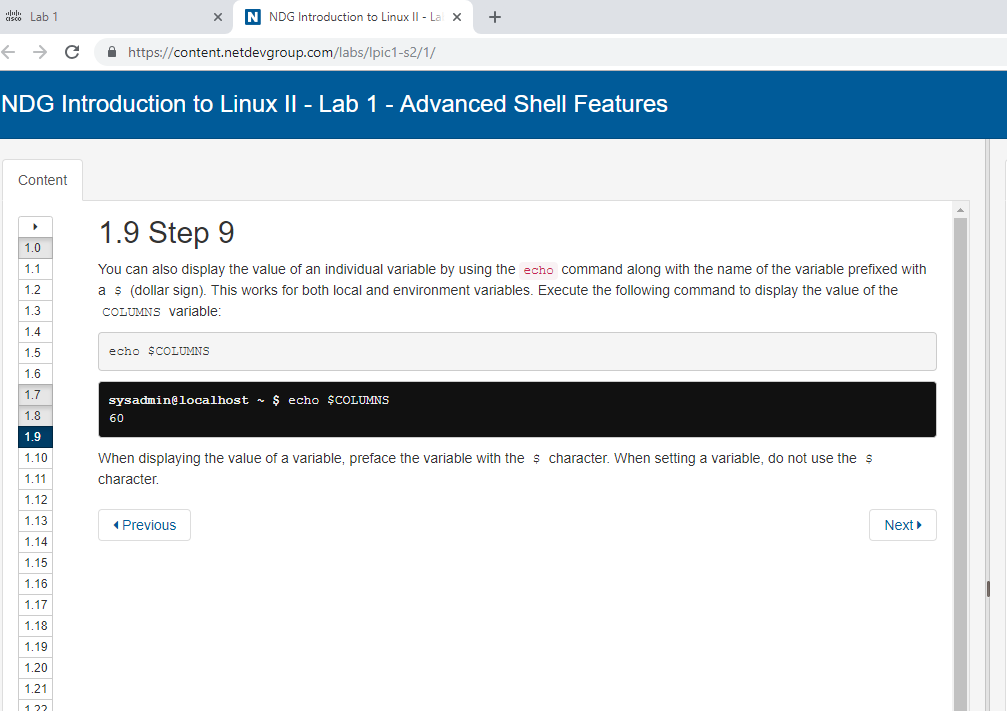 Lab 1
NDG Introduction to Linux II - La
https://content.netdevgroup.com/labs/lpic1-s2/1/
NDG Introduction to Linux II - Lab 1 - Advanced Shell Features
Content
1.0
1.1
1.2
1.3
1.4
1.5
1.6
1.7
1.8
1.9
1.10
1.11
1.12
1.13
1.14
1.15
1.16
1.17
1.18
1.19
1.20
1.21
1.22
1.9 Step 9
You can also display the value of an individual variable by using the echo command along with the name of the variable prefixed with
a $ (dollar sign). This works for both local and environment variables. Execute the following command to display the value of the
COLUMNS variable:
echo $COLUMNS
sysadmin@localhost ~ $ echo $COLUMNS
60
When displaying the value of a variable, preface the variable with the $ character. When setting a variable, do not use the $
character.
Previous
Next